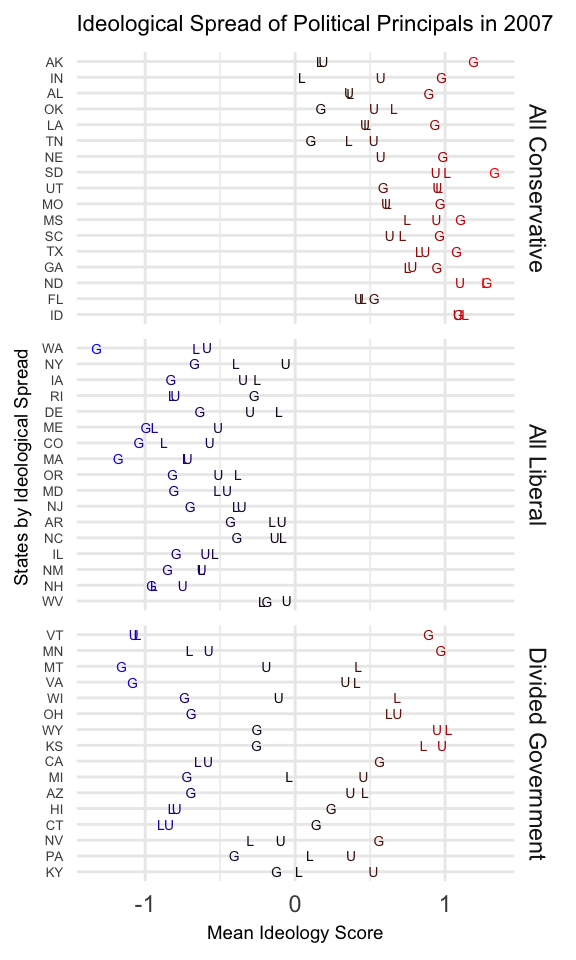 Ideological Spread of Political Principals in 2007
All Conservative
AK L U G
IN L U G
AL U L G
OK G U L
LA L U G
TN G L U
NE U G
SD U L G
UT G U L
MO U L G
MS L U G
SC U L G
TX L U G
GA L U G
ND U L G
FL U L G
ID U G L
All Liberal
WA G L U
NY G L U
IA G U L
RI L U G
DE G U L
ME G L U
CO G L U
MA G L U
OR G U L
MD G L U
NJ G L U
AR G L U
NC G U L
IL G U L
NM G L U
NH G L U
WV L G U
Divided Government
VT U L G
MN L U G
MT G U L
VA G U L
WI G U L
OH G L U
WY G U L
KS G L U
CA L U G
MI G L U
AZ G U L
HI L U G
CT L U G
NV L U G
PA G L U
KY G L U
-1 0 1
Mean Ideology Score
States by Ideological Spread